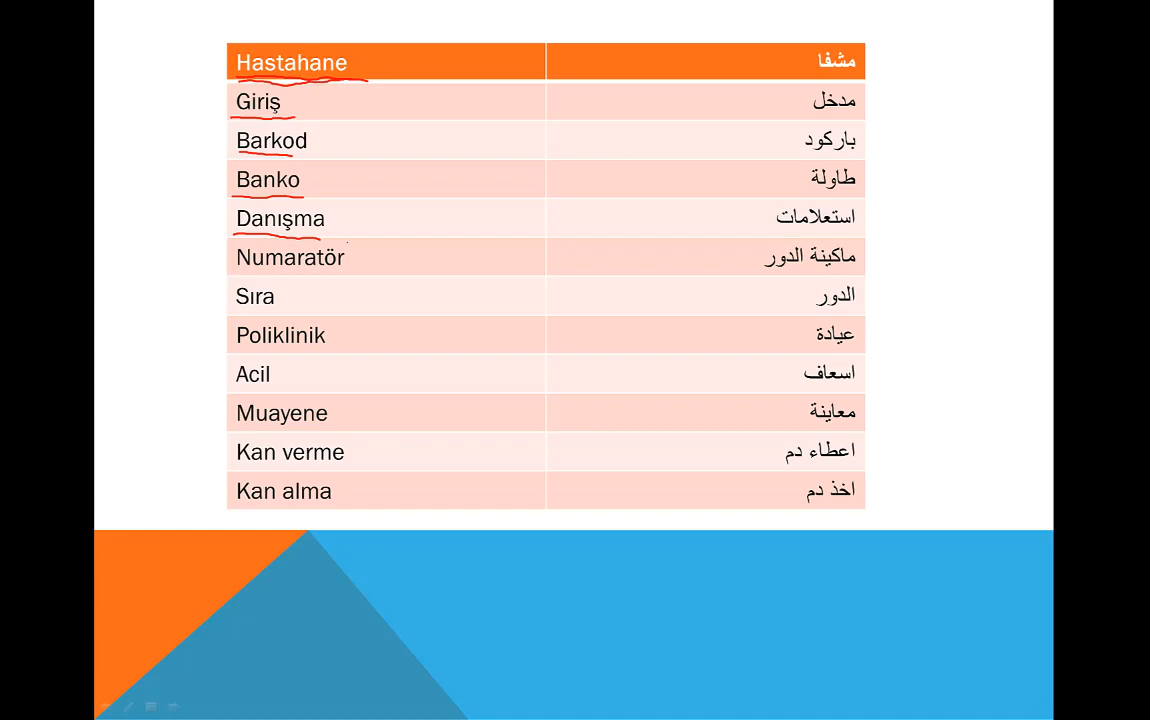 Hastahane مشفا
Giriş مدخل
Barkod باركود
Banko طاولة
Danışma استعلامات
Numaratör ماكينة الدور
Sıra الدور
Poliklinik عيادة
Acil اسعاف
Muayene معاينة
Kan verme اعطاء دم
Kan alma اخذ دم